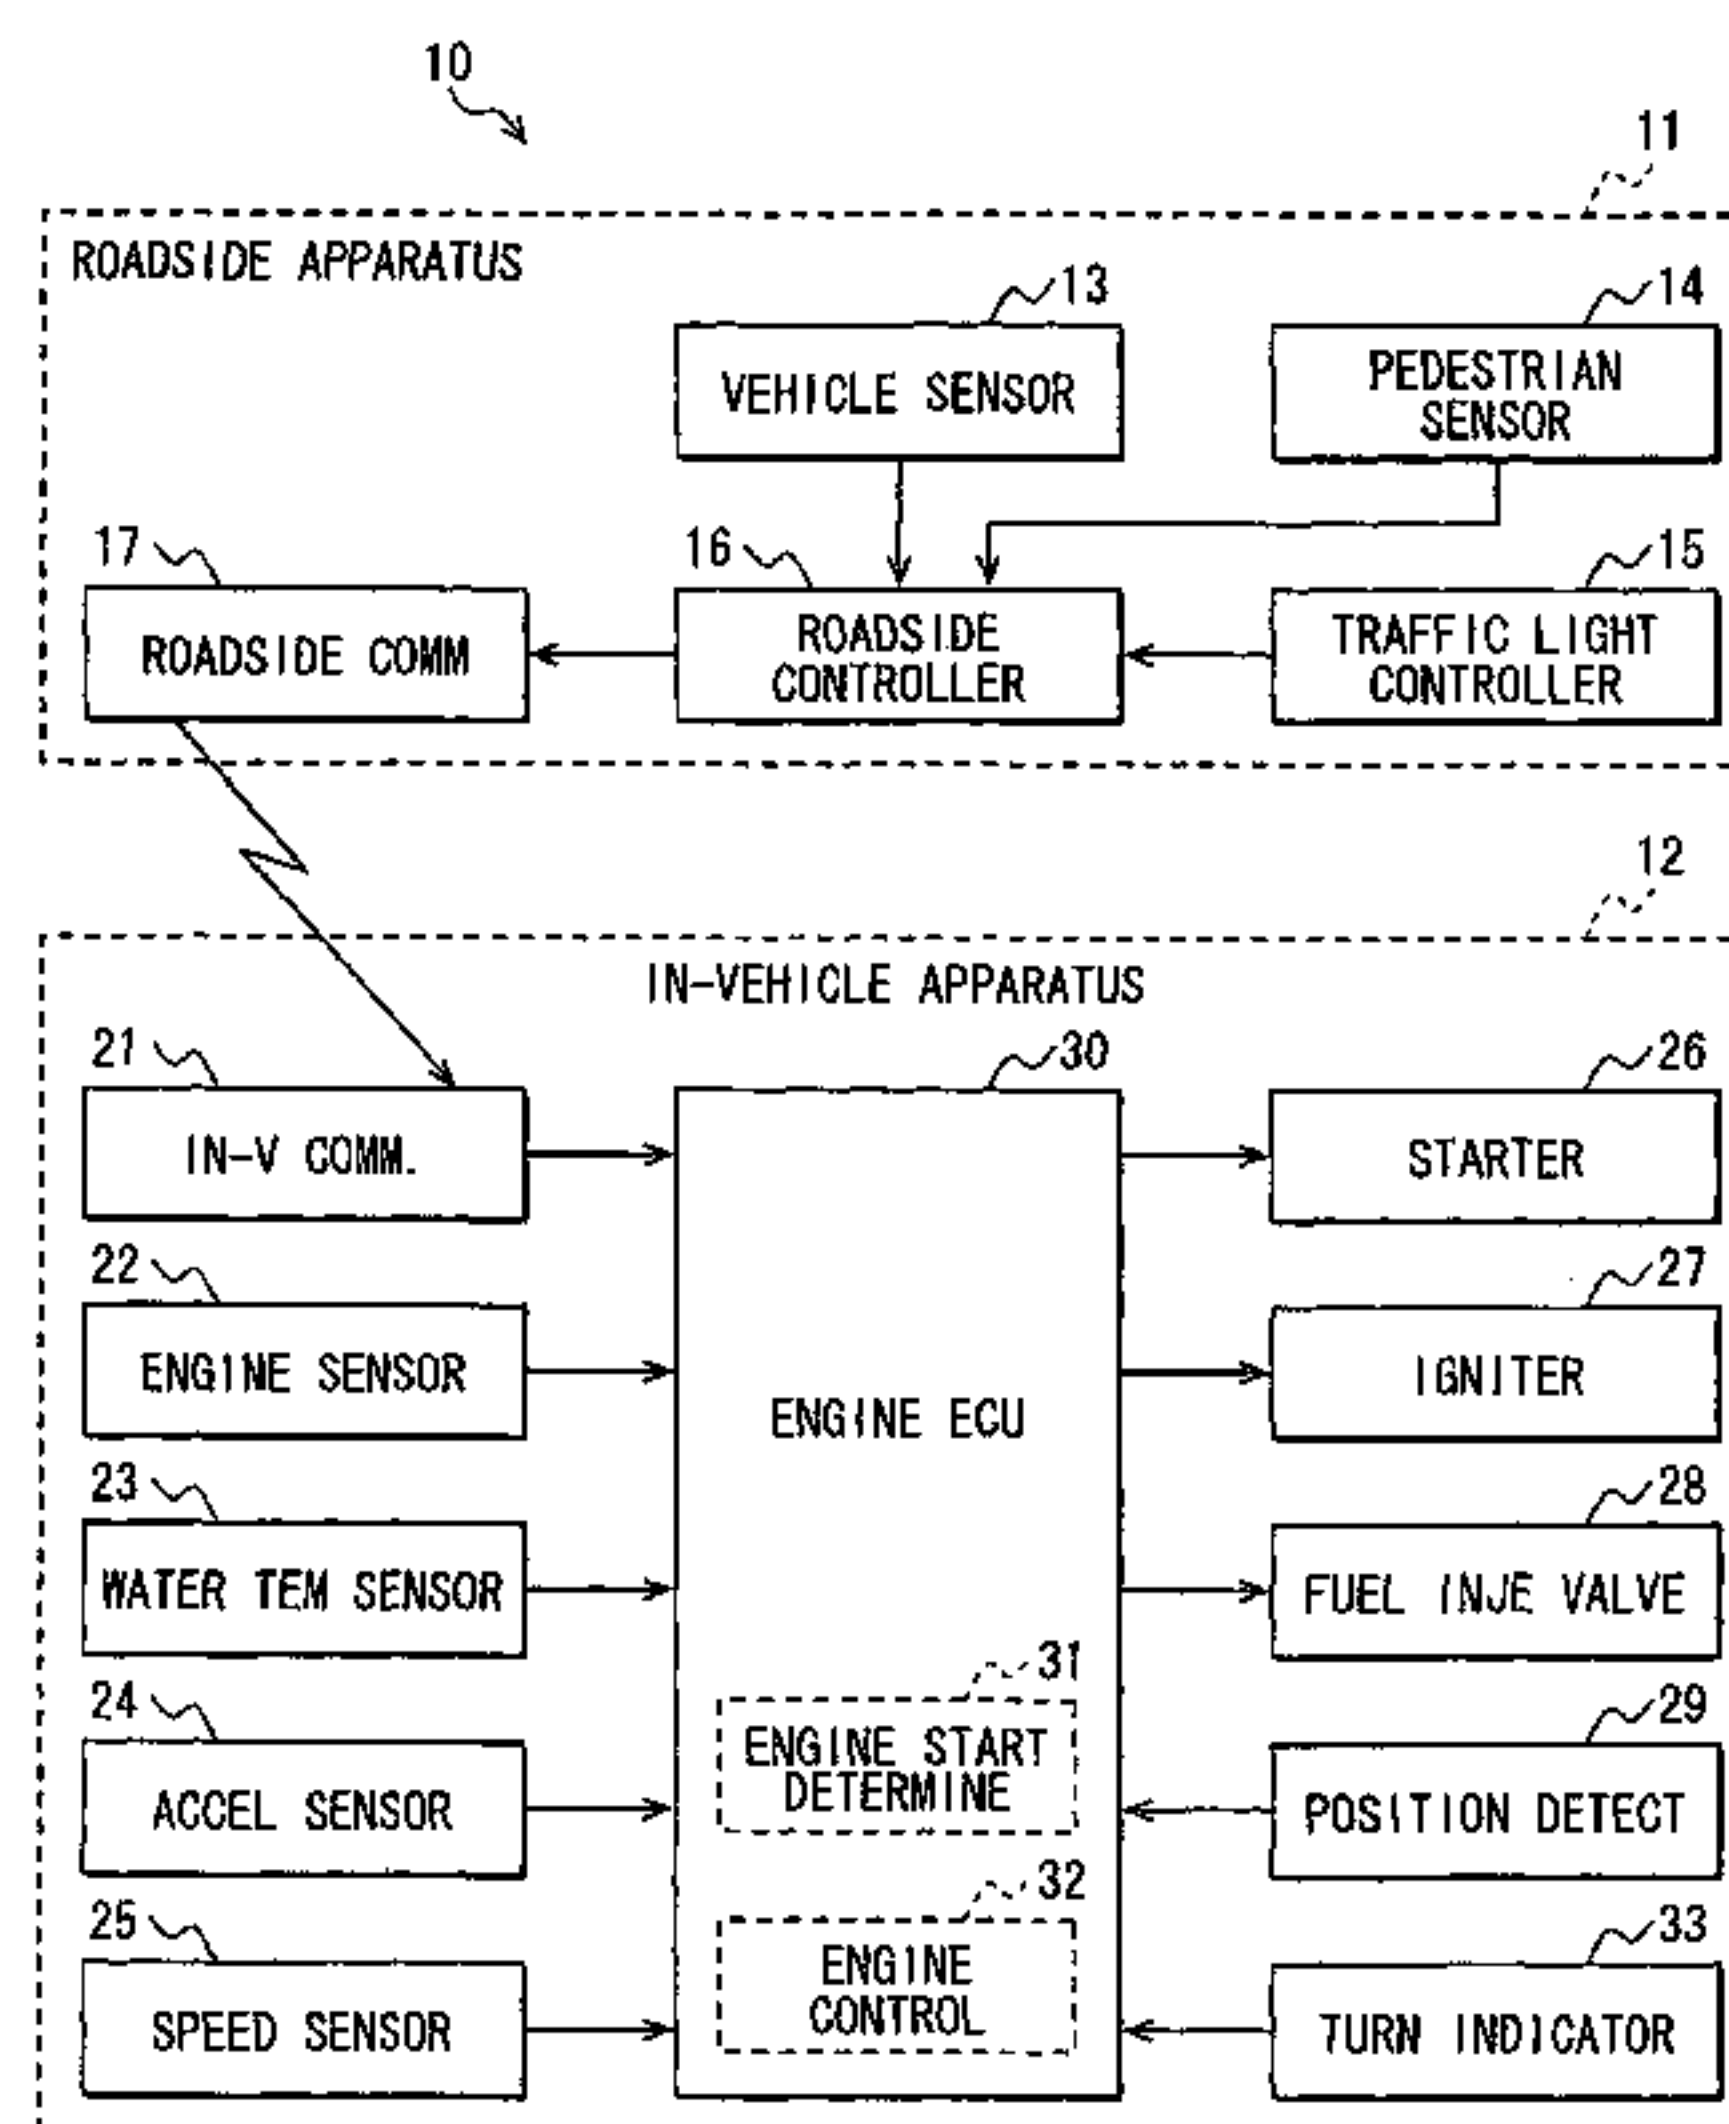 10
11
ROADSIDE APPARATUS
13
14
VEHICLE SENSOR
PEDESTRIAN
SENSOR
17
16
15
ROADSIDE COMM
ROADSIDE
CONTROLLER
TRAFFIC LIGHT
CONTROLLER
12
IN-VEHICLE APPARATUS
21
30
26
IN-V COMM.
STARTER
22
27
ENGINE SENSOR
IGNITER
ENGINE ECU
23
28
WATER TEM SENSOR
FUEL INJE VALVE
31
24
29
ENGINE START
DETERMINE
ACCEL SENSOR
POSITION DETECT
32
25
33
ENGINE
CONTROL
SPEED SENSOR
TURN INDICATOR